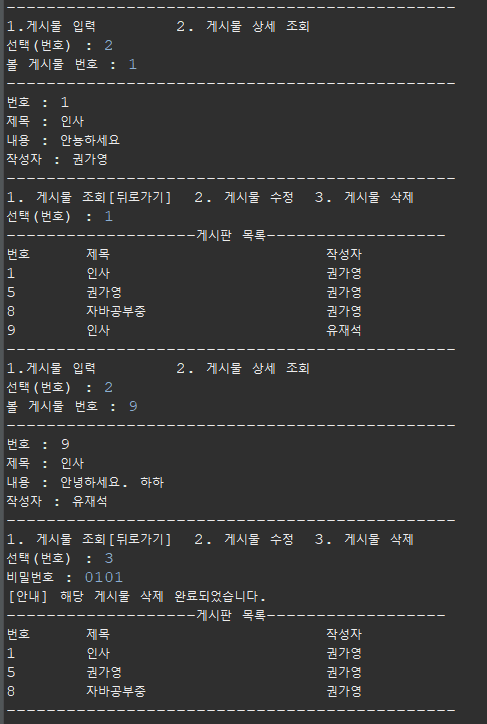 ---------------------------------------------
1.게시물 입력 2. 게시물 상세 조회
선택(번호) : 2
볼 게시물 번호 : 1
---------------------------------------------
번호 : 1
제목 : 인사
내용 : 안뇽하세요
작성자 : 권가영
---------------------------------------------
1. 게시물 조회[뒤로가기] 2. 게시물 수정 3. 게시물 삭제
선택(번호) : 1
-------------------게시판 목록------------------
번호 제목 작성자
1 인사 권가영
5 권가영 권가영
8 자바공부중 권가영
9 인사 유재석
---------------------------------------------
1.게시물 입력 2. 게시물 상세 조회
선택(번호) : 2
볼 게시물 번호 : 9
---------------------------------------------
번호 : 9
제목 : 인사
내용 : 안녕하세요. 하하
작성자 : 유재석
---------------------------------------------
1. 게시물 조회[뒤로가기] 2. 게시물 수정 3. 게시물 삭제
선택(번호) : 3
비밀번호 : 0101
[안내] 해당 게시물 삭제 완료되었습니다.
-------------------게시판 목록------------------
번호 제목 작성자
1 인사 권가영
5 권가영 권가영
8 자바공부중 권가영
---------------------------------------------